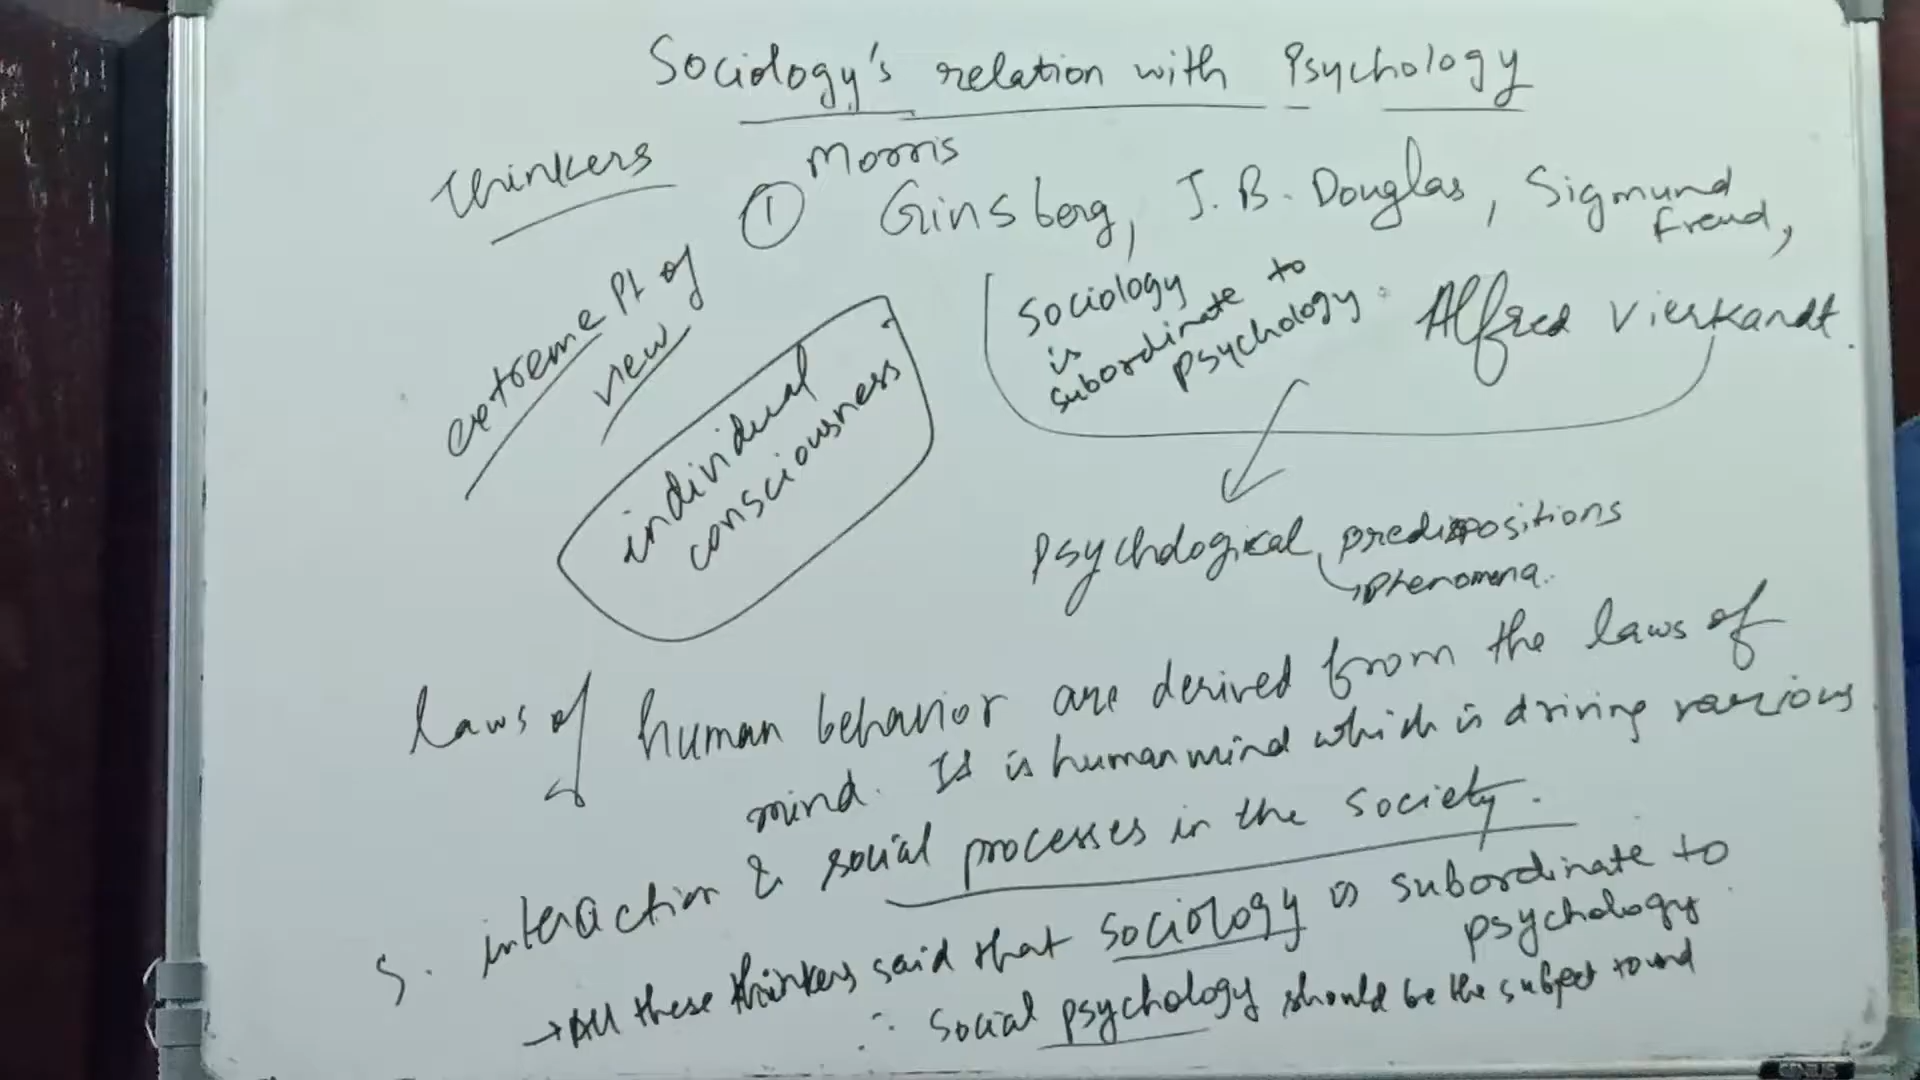 Sociology's relation with Psychology
Thinkers
① Morris
Ginsberg, J. B. Douglas, Sigmund
Freud,
Alfred Vierkandt.
extreme Pt of
view
individual
consciousness
Sociology
is
subordinate to
psychology
Psychological predispositions
phenomena.
laws of human behavior are derived from the laws of
mind. It is human mind which is driving various
S. interaction & social processes in the society.
→ All these thinkers said that sociology is subordinate to
psychology
∴ Social psychology should be the subject